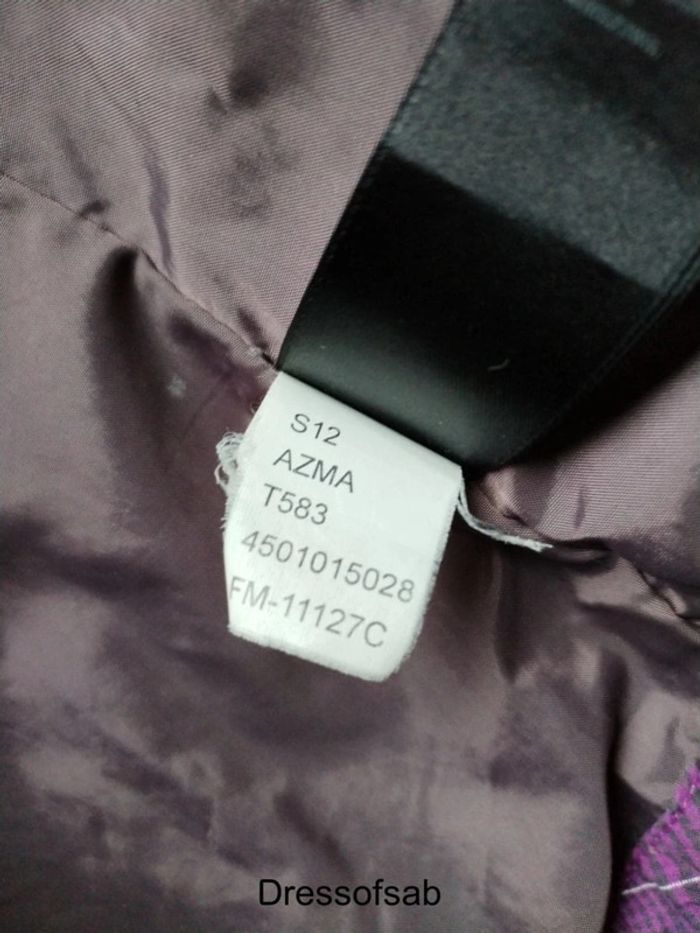 S12
AZMA
T583
4501015028
FM-11127C
Dressofsab